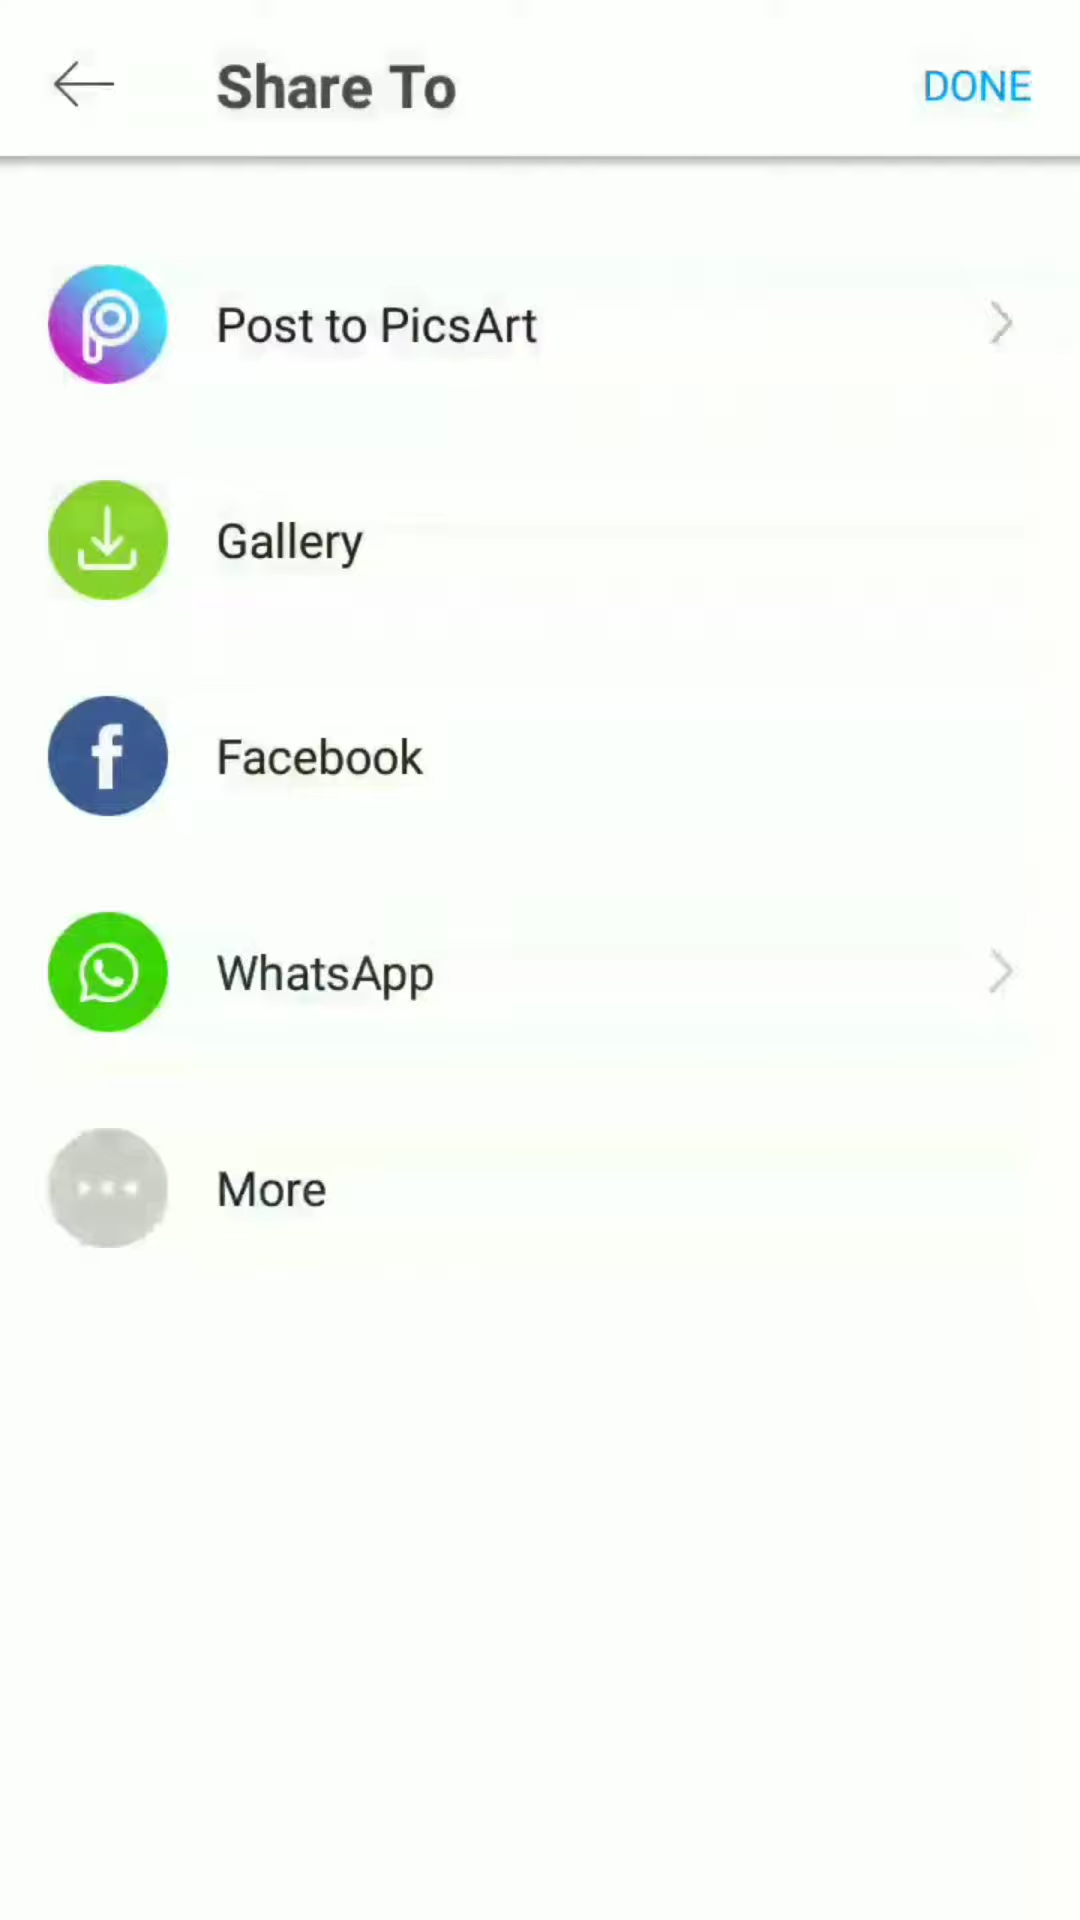 Share To
DONE
Post to PicsArt
Gallery
Facebook
WhatsApp
More